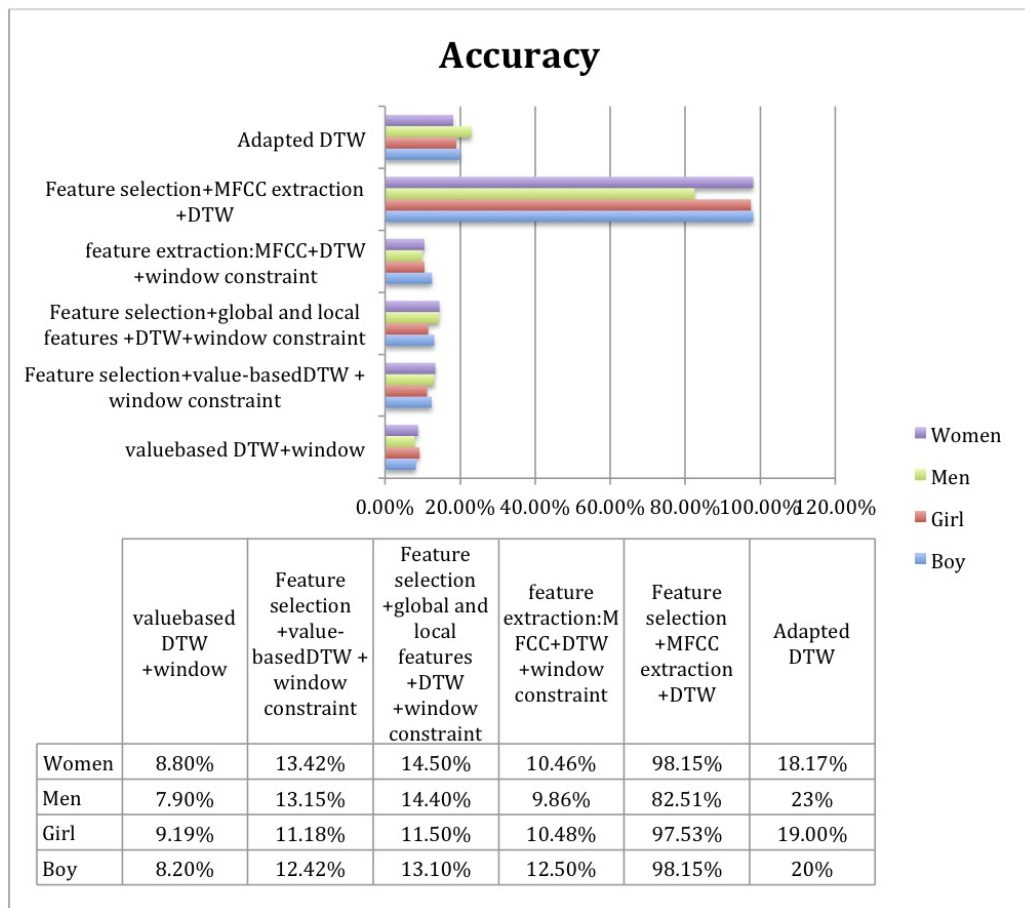 Accuracy
Adapted DTW
Feature selection+MFCC extraction
+DTW
feature extraction:MFCC+DTW
+window constraint
Feature selection+global and local
features +DTW+window constraint
Feature selection+value-basedDTW +
window constraint
valuebased DTW+window
0.00% 20.00% 40.00% 60.00% 80.00% 100.00% 120.00%
Women
Men
Girl
Boy
valuebased
DTW
+window
Feature
selection
+value-
basedDTW +
window
constraint
Feature
selection
+global and
local
features
+DTW
+window
constraint
feature
extraction:M
FCC+DTW
+window
constraint
Feature
selection
+MFCC
extraction
+DTW
Adapted
DTW
Women 8.80% 13.42% 14.50% 10.46% 98.15% 18.17%
Men 7.90% 13.15% 14.40% 9.86% 82.51% 23%
Girl 9.19% 11.18% 11.50% 10.48% 97.53% 19.00%
Boy 8.20% 12.42% 13.10% 12.50% 98.15% 20%